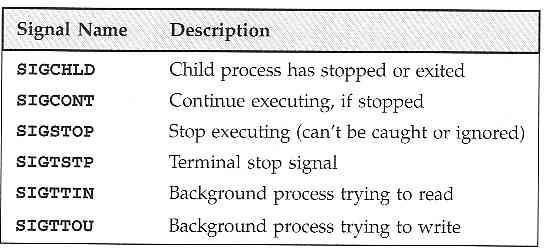 Signal Name Description
SIGCHLD Child process has stopped or exited
SIGCONT Continue executing, if stopped
SIGSTOP Stop executing (can't be caught or ignored)
SIGTSTP Terminal stop signal
SIGTTIN Background process trying to read
SIGTTOU Background process trying to write